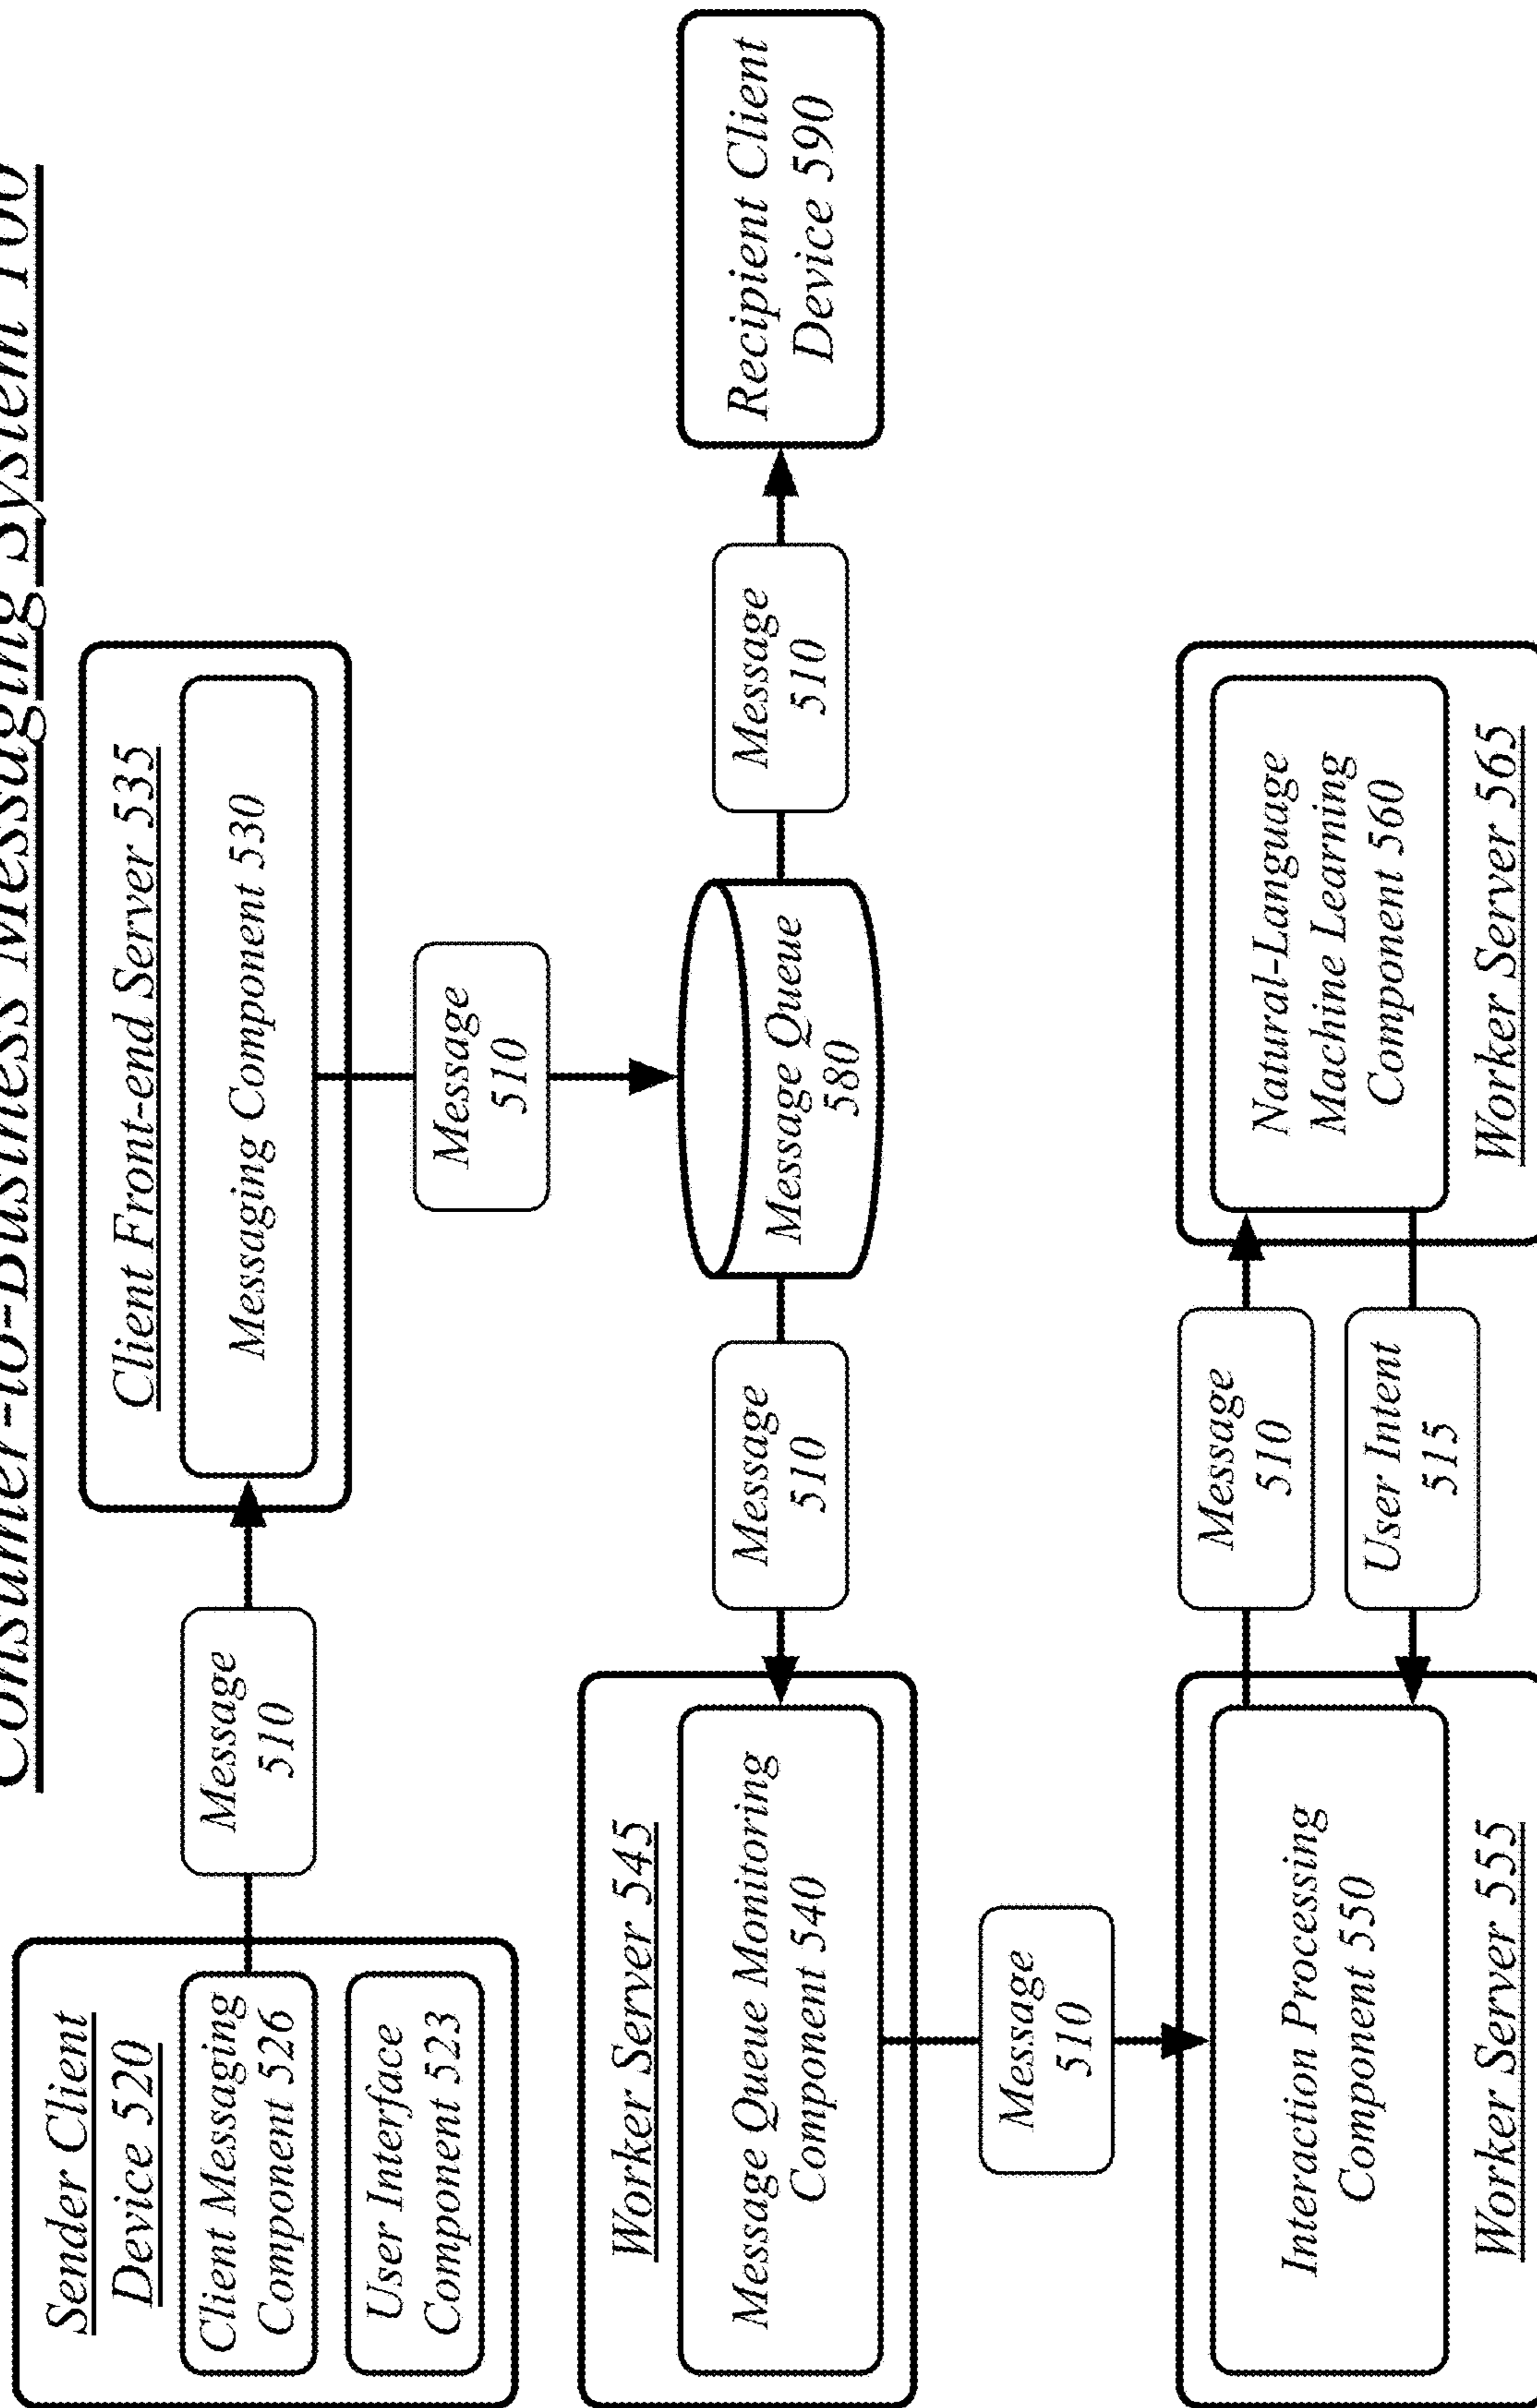 Consumer-to-Business Messaging System 100
Sender Client
Device 520
Client Messaging
Component 526
User Interface
Component 523
Message
510
Client Front-end Server 535
Messaging Component 530
Message
510
Worker Server 545
Message Queue Monitoring
Component 540
Message
510
Message Queue
580
Message
510
Recipient Client
Device 590
Message
510
Interaction Processing
Component 550
Worker Server 555
Message
510
User Intent
515
Natural-Language
Machine Learning
Component 560
Worker Server 565